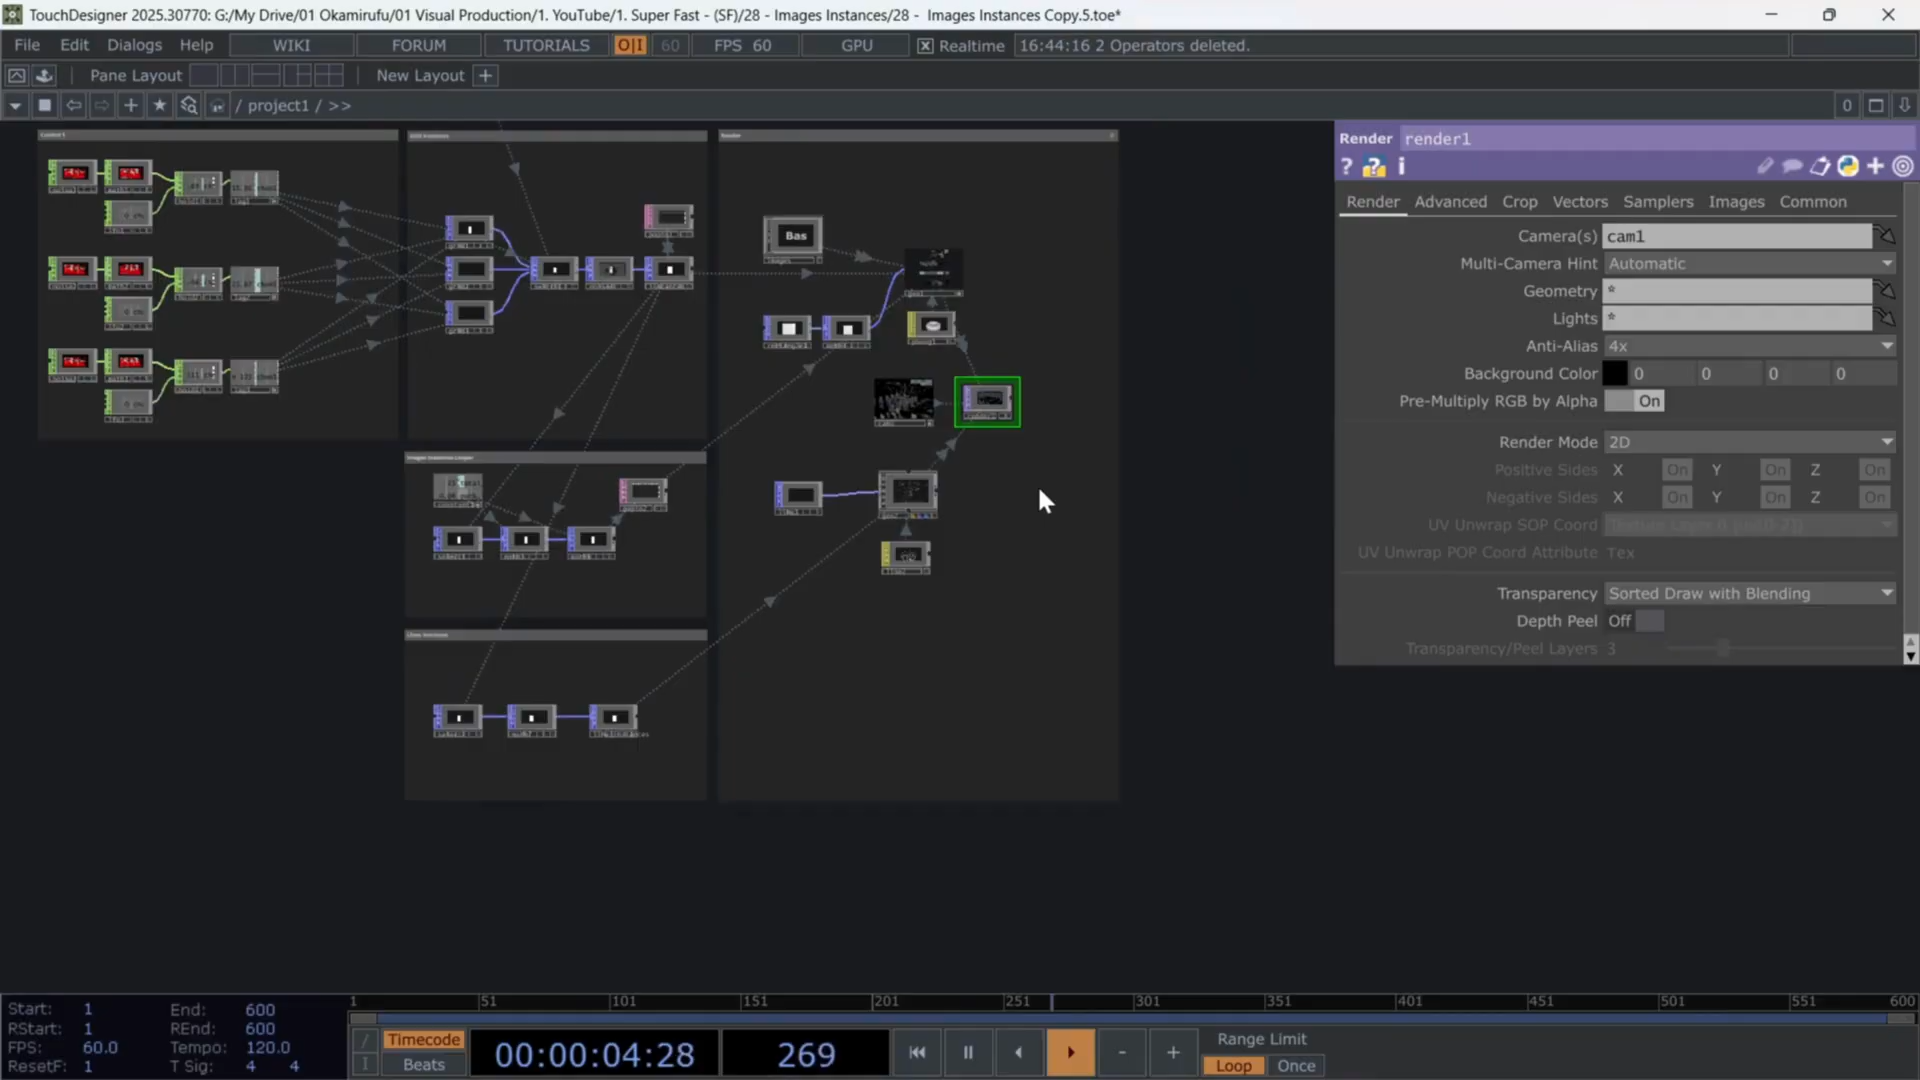 TouchDesigner 2025.30770: G:/My Drive/01 Okamirufu/01 Visual Production/1. YouTube/1. Super Fast - (SF)/28 - Images Instances/28 -  Images Instances Copy.5.toe*
File Edit Dialogs Help WIKI FORUM TUTORIALS O|I 60 FPS 60 GPU Realtime 16:44:16 2 Operators deleted.
Pane Layout New Layout +
/ project1 / >> 0
Render render1
? ? i
Render Advanced Crop Vectors Samplers Images Common
Camera(s) cam1
Multi-Camera Hint Automatic
Geometry *
Lights *
Anti-Alias 4x
Background Color 0 0 0 0
Pre-Multiply RGB by Alpha On
Render Mode 2D
Positive Sides X On Y On Z On
Negative Sides X On Y On Z On
UV Unwrap SOP Coord
UV Unwrap POP Coord Attribute Tex
Transparency Sorted Draw with Blending
Depth Peel Off
Transparency/Peel Layers 3
Render
Bas
1 51 101 151 201 251 301 351 401 451 501 551 600
Start: 1 End: 600
RStart: 1 REnd: 600
FPS: 60.0 Tempo: 120.0
ResetF: 1 T Sig: 4 4
/ Timecode
I Beats
00:00:04:28 269
- +
Range Limit
Loop Once